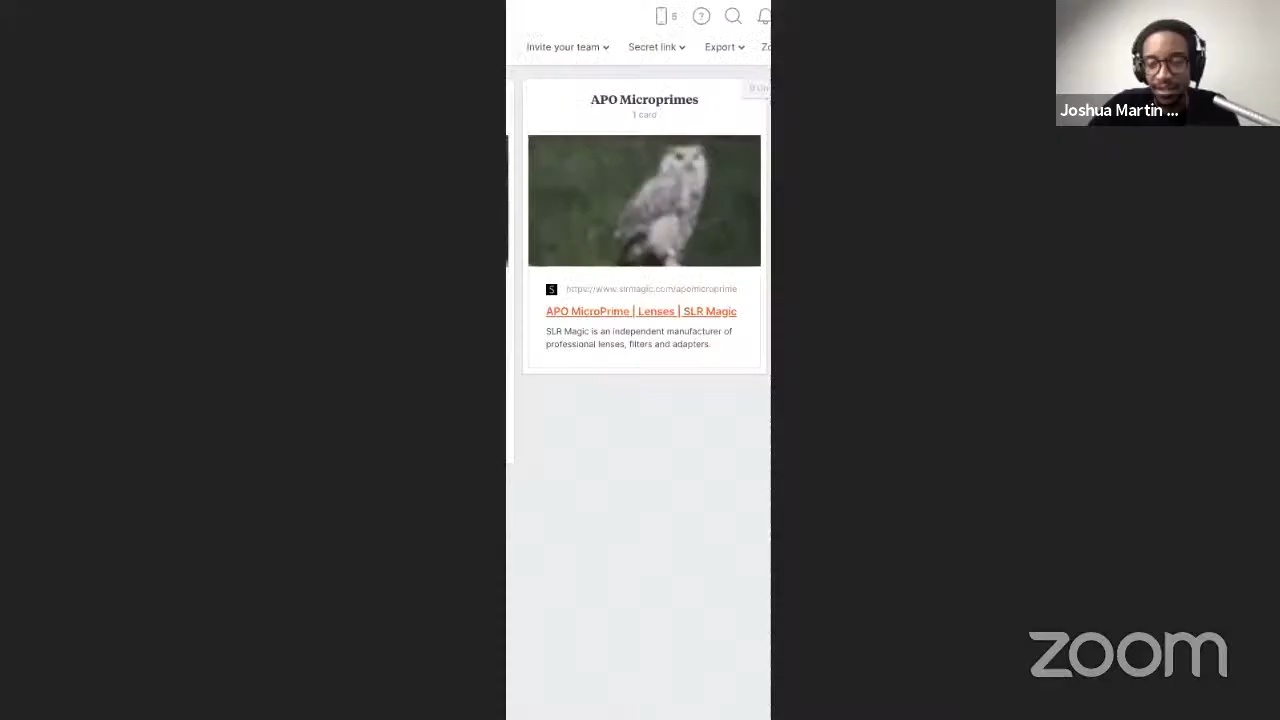 5
?
Invite your team
Secret link
Export
APO Microprimes
1 card
S https://www.slrmagic.com/apomicroprime
APO MicroPrime | Lenses | SLR Magic
SLR Magic is an independent manufacturer of
professional lenses, filters and adapters.
Joshua Martin ...
zoom